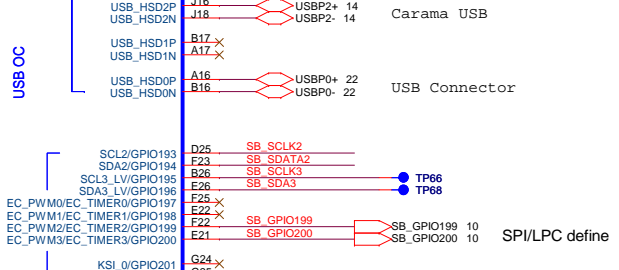 USB_HSD2P J16 USBP2+ 14
USB_HSD2N J18 USBP2- 14
Carama USB
USB_HSD1P B17
USB_HSD1N A17
USB OC
USB_HSD0P A16 USBP0+ 22
USB_HSD0N B16 USBP0- 22
USB Connector
SCL2/GPIO193 D25 SB_SCLK2
SDA2/GPIO194 F23 SB_SDATA2
SCL3_LV/GPIO195 B26 SB_SCLK3 TP66
SDA3_LV/GPIO196 E26 SB_SDA3 TP68
EC_PWM0/EC_TIMER0/GPIO197 F25
EC_PWM1/EC_TIMER1/GPIO198 E22
EC_PWM2/EC_TIMER2/GPIO199 F22 SB_GPIO199 SB_GPIO199 10
EC_PWM3/EC_TIMER3/GPIO200 E21 SB_GPIO200 SB_GPIO200 10
SPI/LPC define
KSI_0/GPIO201 G24